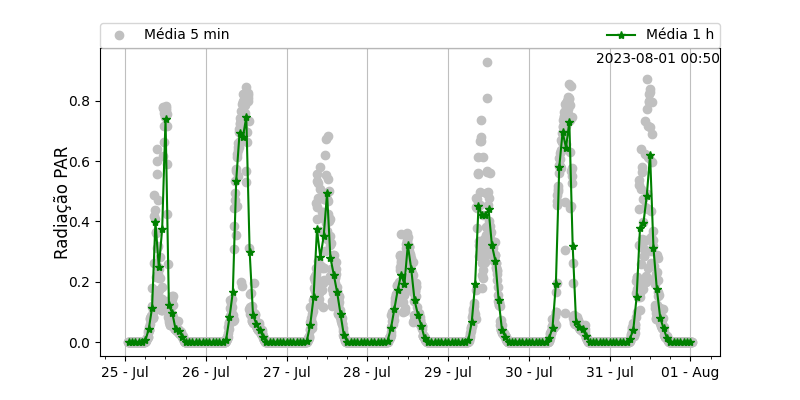 Média 5 min
Média 1 h
2023-08-01 00:50
Radiação PAR
0.8
0.6
0.4
0.2
0.0
25 - Jul
26 - Jul
27 - Jul
28 - Jul
29 - Jul
30 - Jul
31 - Jul
01 - Aug